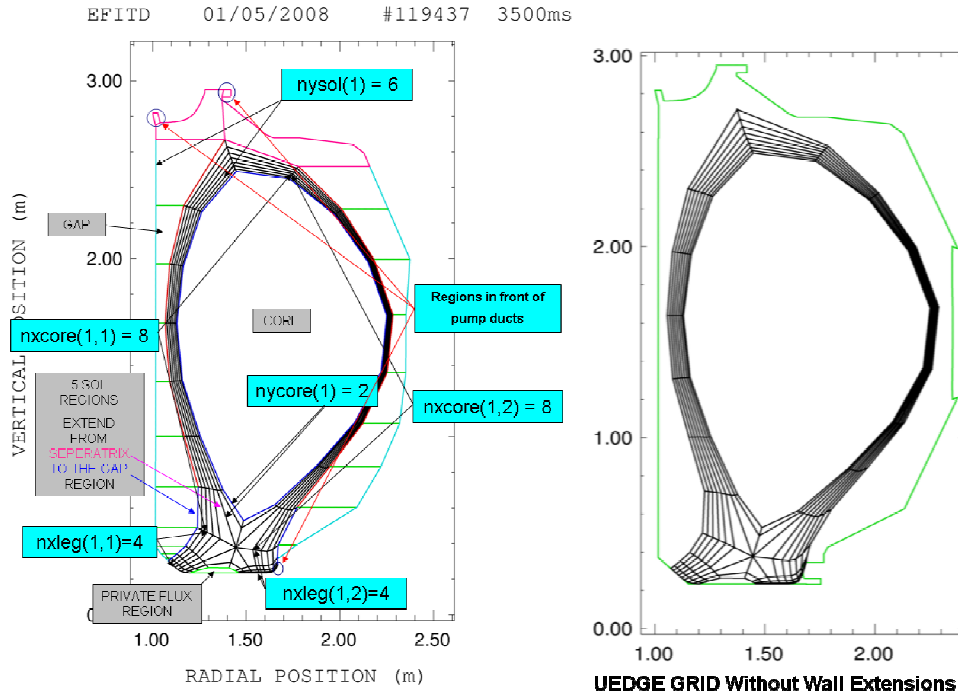 EFITD 01/05/2008 #119437 3500ms
3.00
nysol(1) = 6
GAP
VERTICAL POSITION (m)
2.00
CORE
Regions in front of
pump ducts
nxcore(1,1) = 8
nycore(1) = 2
nxcore(1,2) = 8
5 SOL
REGIONS
EXTEND
FROM
SEPERATRIX
TO THE GAP
REGION
nxleg(1,1)=4
PRIVATE FLUX
REGION
nxleg(1,2)=4
1.00 1.50 2.00 2.50
RADIAL POSITION (m)
3.00
2.00
1.00
0.00
1.00 1.50 2.00
UEDGE GRID Without Wall Extensions